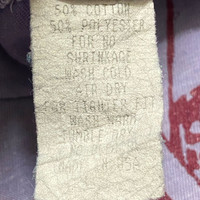 50% COTTON
50% POLYESTER
FOR NO
SHRINKAGE
WASH COLD
AIR DRY
FOR TIGHTER FIT
WASH WARM
TUMBLE DRY